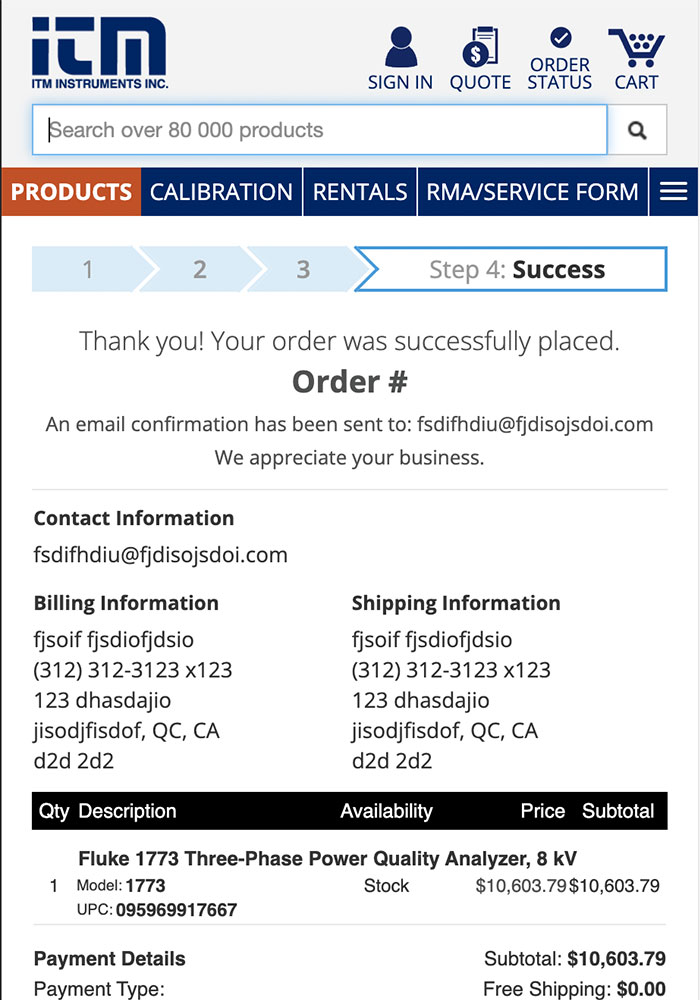 iTM
ITM INSTRUMENTS INC.
SIGN IN
QUOTE
ORDER STATUS
CART
Search over 80 000 products
PRODUCTS CALIBRATION RENTALS RMA/SERVICE FORM
1 2 3 Step 4: Success
Thank you! Your order was successfully placed.
Order #
An email confirmation has been sent to: fsdifhdiu@fjdisojsdoi.com
We appreciate your business.
Contact Information
fsdifhdiu@fjdisojsdoi.com
Billing Information
fjsoif fjsdiofjdsio
(312) 312-3123 x123
123 dhasdajio
jisodjfisdof, QC, CA
d2d 2d2
Shipping Information
fjsoif fjsdiofjdsio
(312) 312-3123 x123
123 dhasdajio
jisodjfisdof, QC, CA
d2d 2d2
Qty Description Availability Price Subtotal
Fluke 1773 Three-Phase Power Quality Analyzer, 8 kV
1 Model: 1773 Stock $10,603.79 $10,603.79
UPC: 095969917667
Payment Details Subtotal: $10,603.79
Payment Type: Free Shipping: $0.00